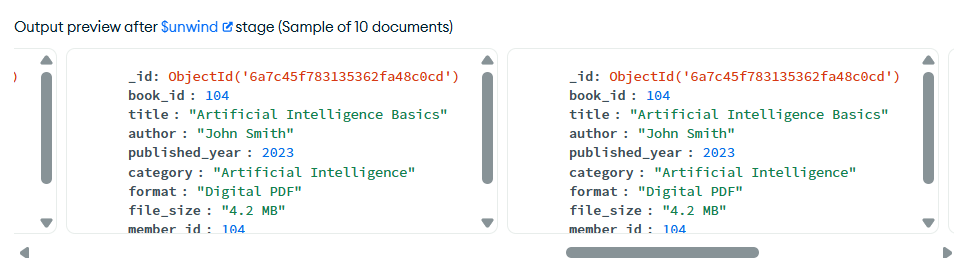 Output preview after $unwind stage (Sample of 10 documents)
)
_id: ObjectId('6a7c45f783135362fa48c0cd')
book_id : 104
title : "Artificial Intelligence Basics"
author : "John Smith"
published_year : 2023
category : "Artificial Intelligence"
format : "Digital PDF"
file_size : "4.2 MB"
member_id : 104
_id: ObjectId('6a7c45f783135362fa48c0cd')
book_id : 104
title : "Artificial Intelligence Basics"
author : "John Smith"
published_year : 2023
category : "Artificial Intelligence"
format : "Digital PDF"
file_size : "4.2 MB"
member_id : 104